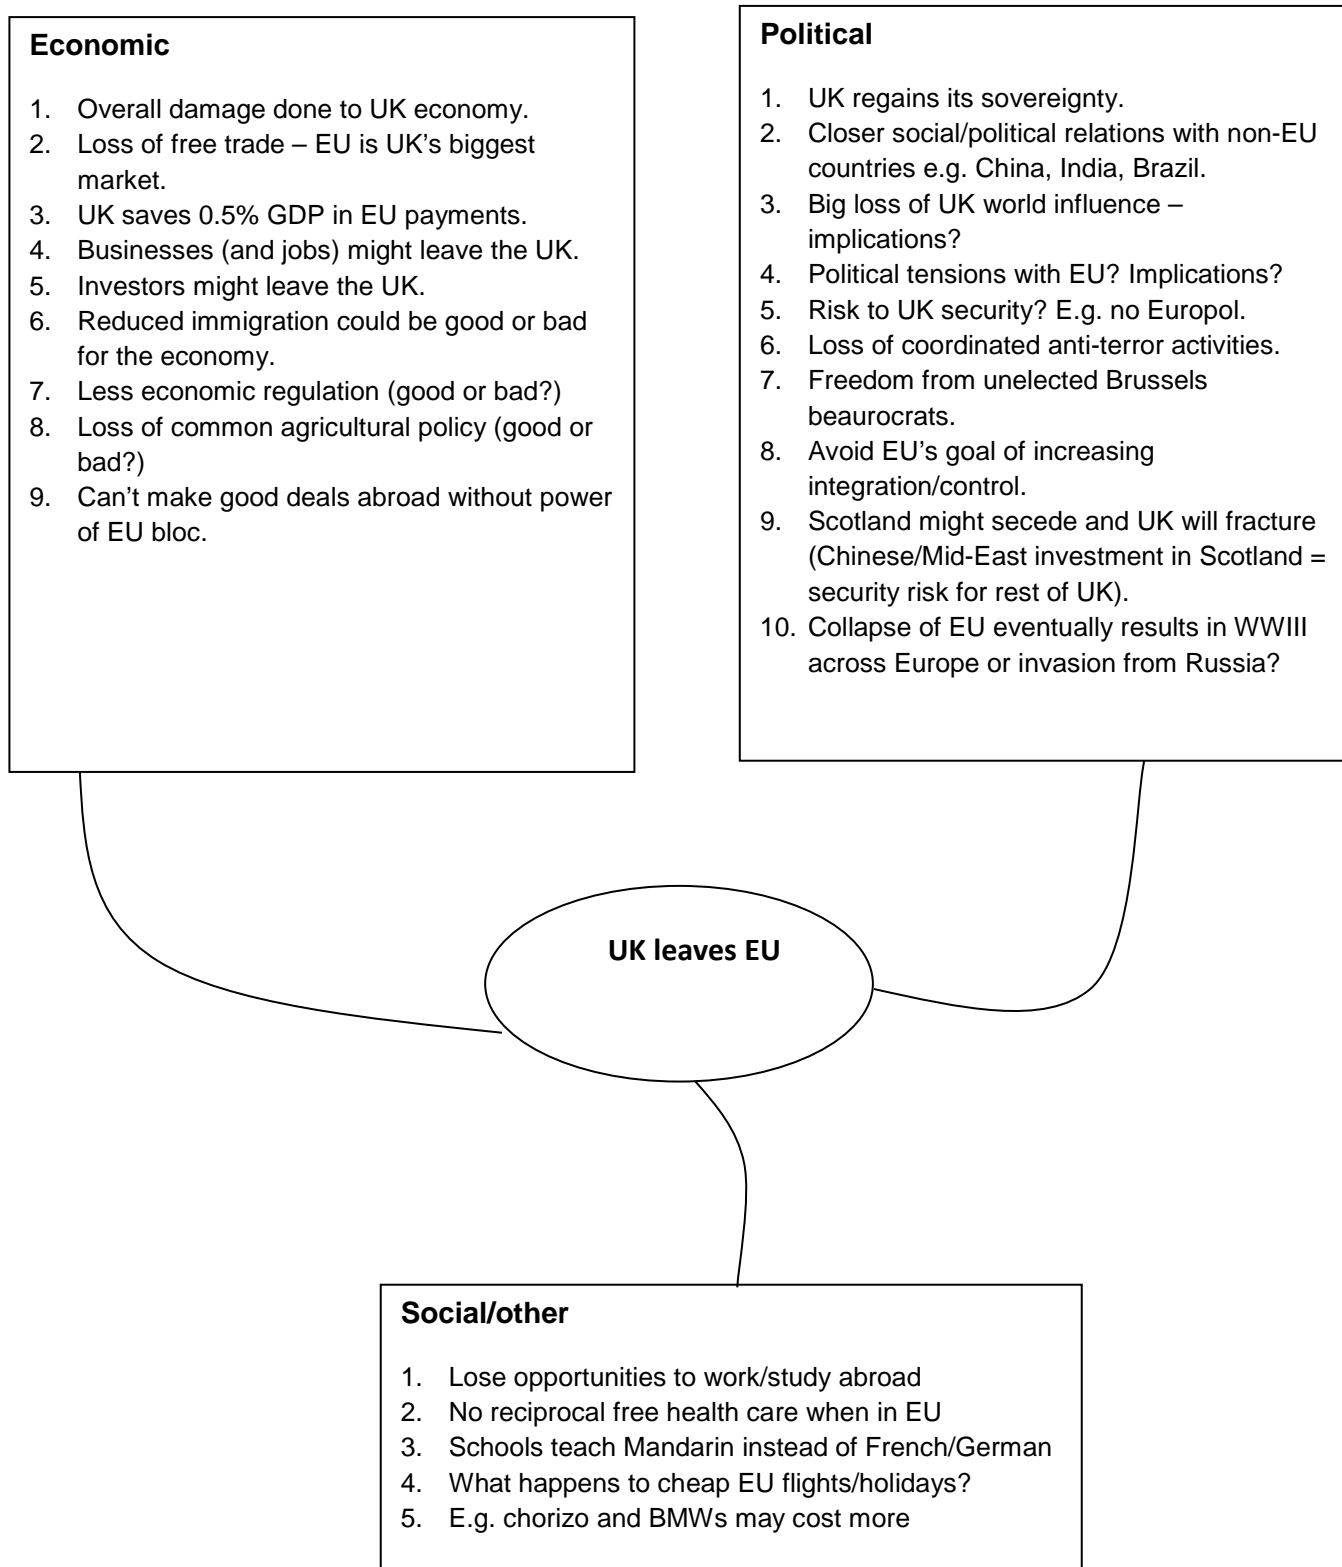 Economic
1. Overall damage done to UK economy.
2. Loss of free trade – EU is UK’s biggest
market.
3. UK saves 0.5% GDP in EU payments.
4. Businesses (and jobs) might leave the UK.
5. Investors might leave the UK.
6. Reduced immigration could be good or bad
for the economy.
7. Less economic regulation (good or bad?)
8. Loss of common agricultural policy (good or
bad?)
9. Can’t make good deals abroad without power
of EU bloc.
Political
1. UK regains its sovereignty.
2. Closer social/political relations with non-EU
countries e.g. China, India, Brazil.
3. Big loss of UK world influence –
implications?
4. Political tensions with EU? Implications?
5. Risk to UK security? E.g. no Europol.
6. Loss of coordinated anti-terror activities.
7. Freedom from unelected Brussels
beaurocrats.
8. Avoid EU’s goal of increasing
integration/control.
9. Scotland might secede and UK will fracture
(Chinese/Mid-East investment in Scotland =
security risk for rest of UK).
10. Collapse of EU eventually results in WWIII
across Europe or invasion from Russia?
UK leaves EU
Social/other
1. Lose opportunities to work/study abroad
2. No reciprocal free health care when in EU
3. Schools teach Mandarin instead of French/German
4. What happens to cheap EU flights/holidays?
5. E.g. chorizo and BMWs may cost more